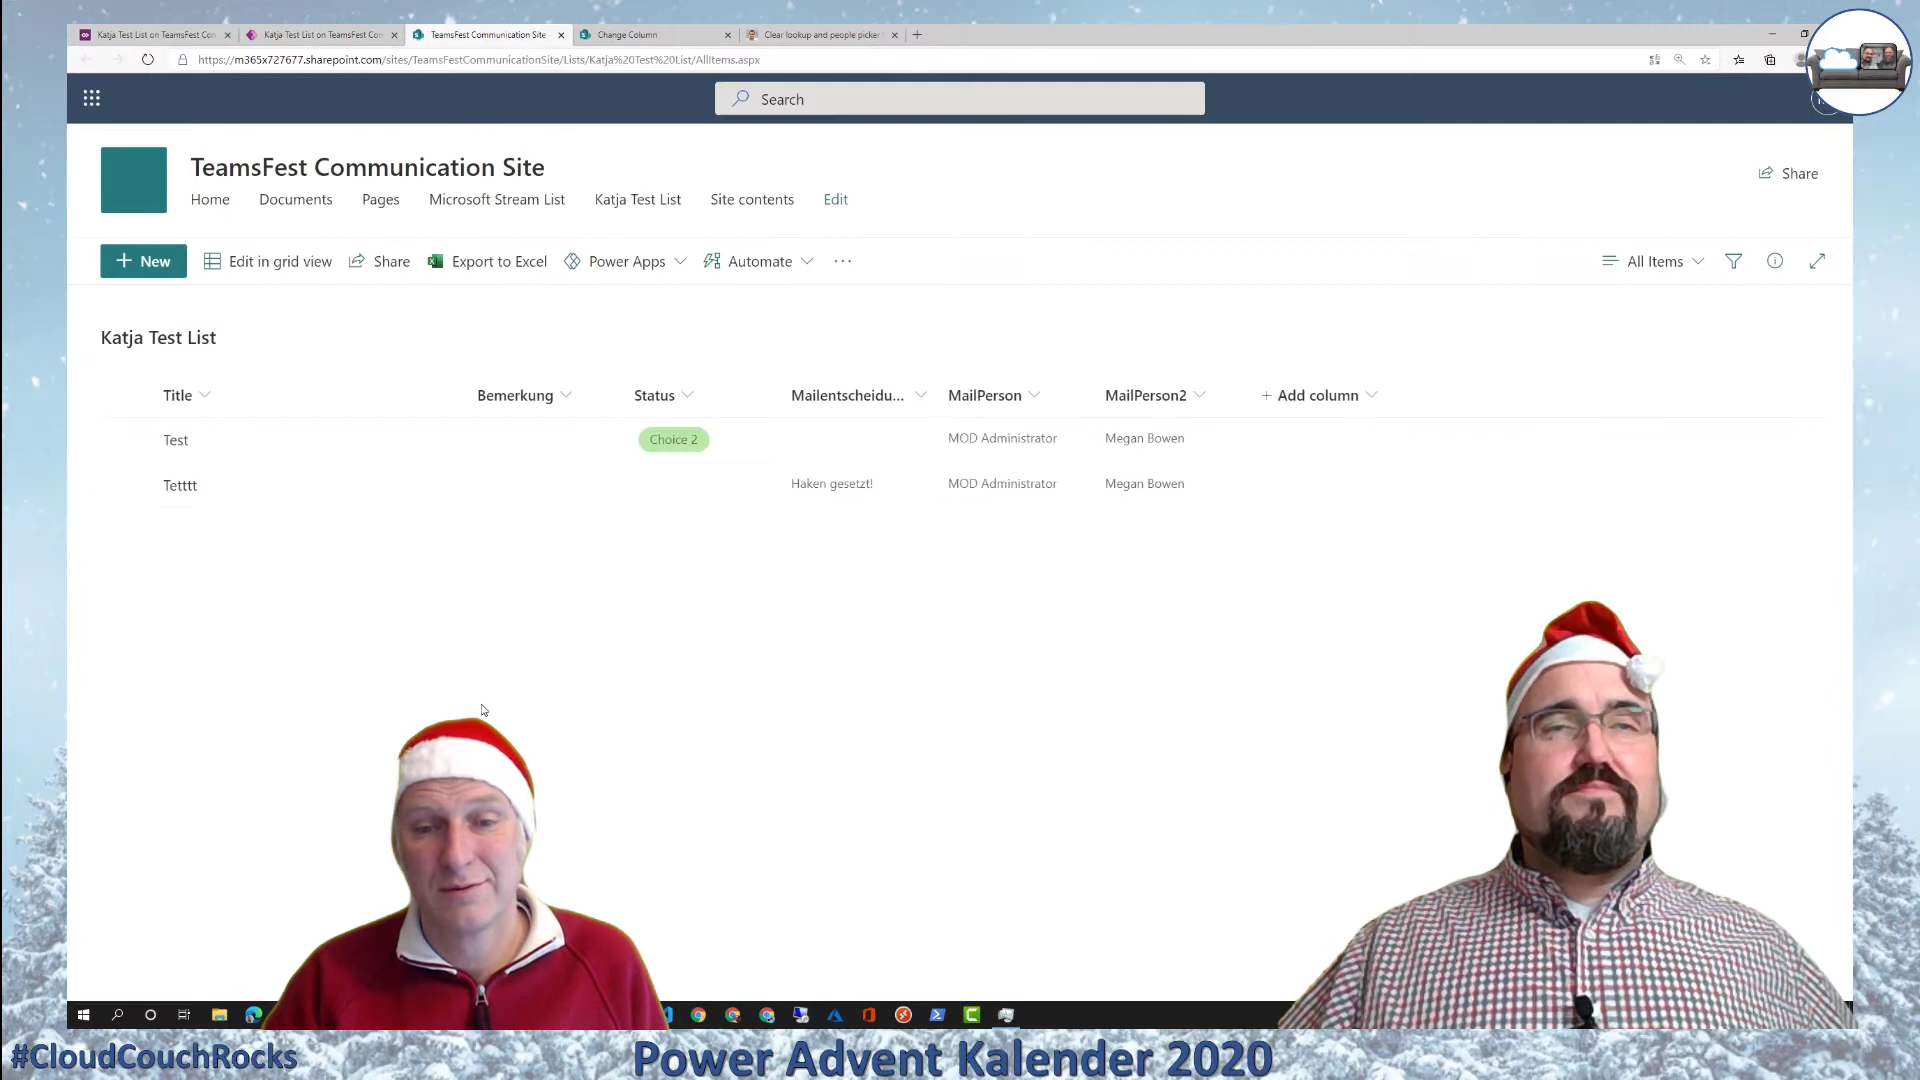 Katja Test List on TeamsFest Con
Katja Test List on TeamsFest Con
TeamsFest Communication Site -
Change Column
Clear lookup and people picker
https://m365x727677.sharepoint.com/sites/TeamsFestCommunicationSite/Lists/Katja%20Test%20List/AllItems.aspx
Search
TeamsFest Communication Site
Home Documents Pages Microsoft Stream List Katja Test List Site contents Edit
Share
+ New Edit in grid view Share Export to Excel Power Apps Automate ··· All Items
Katja Test List
Title Bemerkung Status Mailentscheidu... MailPerson MailPerson2 + Add column
Test Choice 2 MOD Administrator Megan Bowen
Tetttt Haken gesetzt! MOD Administrator Megan Bowen
#CloudCouchRocks
Power Advent Kalender 2020